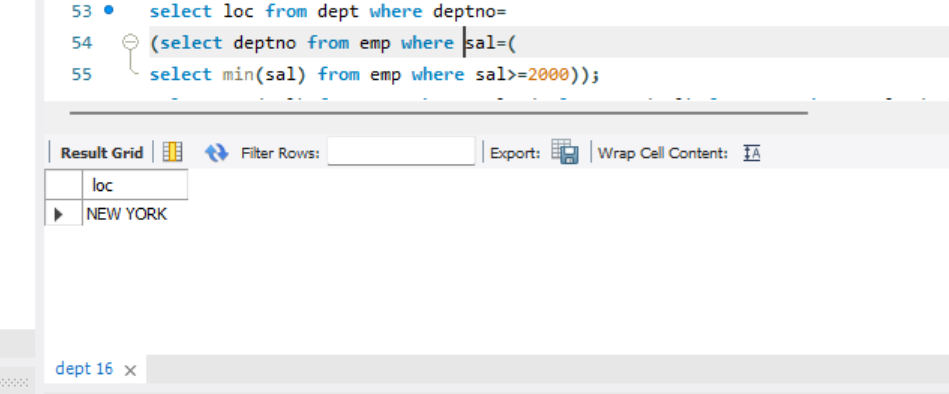 53 select loc from dept where deptno=
54 (select deptno from emp where sal=(
55 select min(sal) from emp where sal>=2000));
Result Grid Filter Rows: Export: Wrap Cell Content: IA
loc
NEW YORK
dept 16 ×